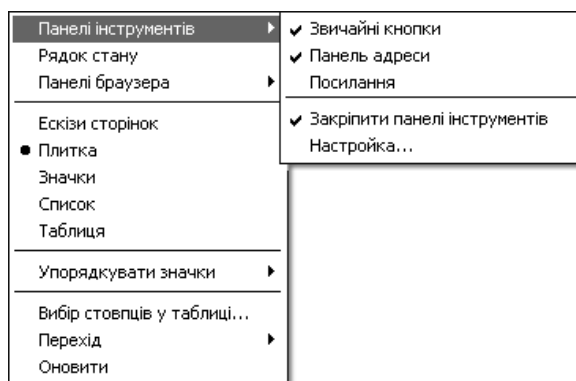 Панелі інструментів
Рядок стану
Панелі браузера
Ескізи сторінок
Плитка
Значки
Список
Таблиця
Упорядкувати значки
Вибір стовпців у таблиці...
Перехід
Оновити
Звичайні кнопки
Панель адреси
Посилання
Закріпити панелі інструментів
Настройка...